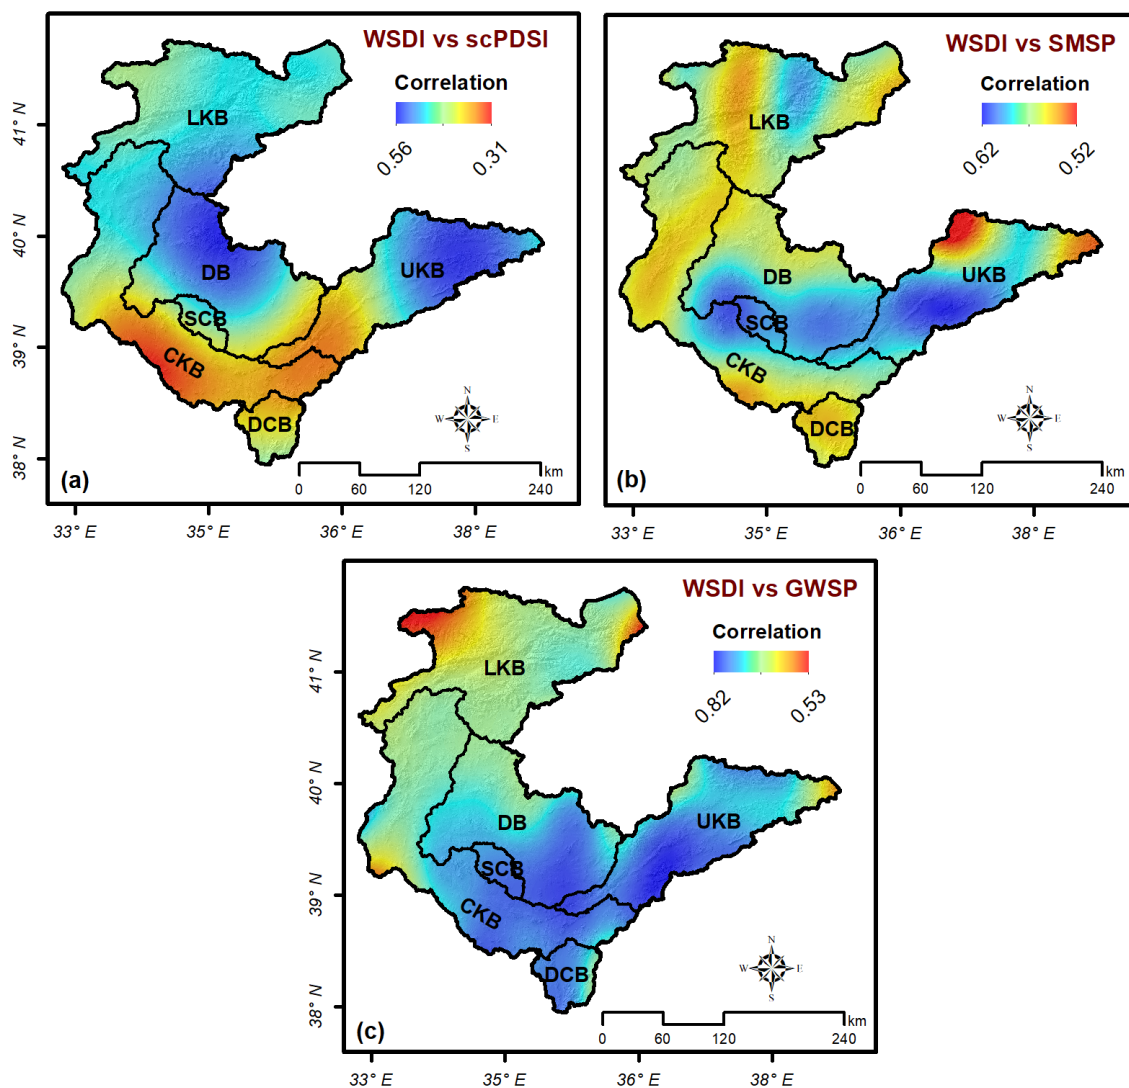 WSDI vs scPDSI
Correlation
0.56
0.31
LKB
DB
UKB
SCB
CKB
DCB
N
W
E
S
km
0
60
120
240
(a)
41° N
40° N
39° N
38° N
33° E
35° E
36° E
38° E
WSDI vs SMSP
Correlation
0.62
0.52
LKB
DB
UKB
SCB
CKB
DCB
N
W
E
S
km
0
60
120
240
(b)
33° E
35° E
36° E
38° E
WSDI vs GWSP
Correlation
0.82
0.53
LKB
DB
UKB
SCB
CKB
DCB
N
W
E
S
km
0
60
120
240
(c)
41° N
40° N
39° N
38° N
33° E
35° E
36° E
38° E